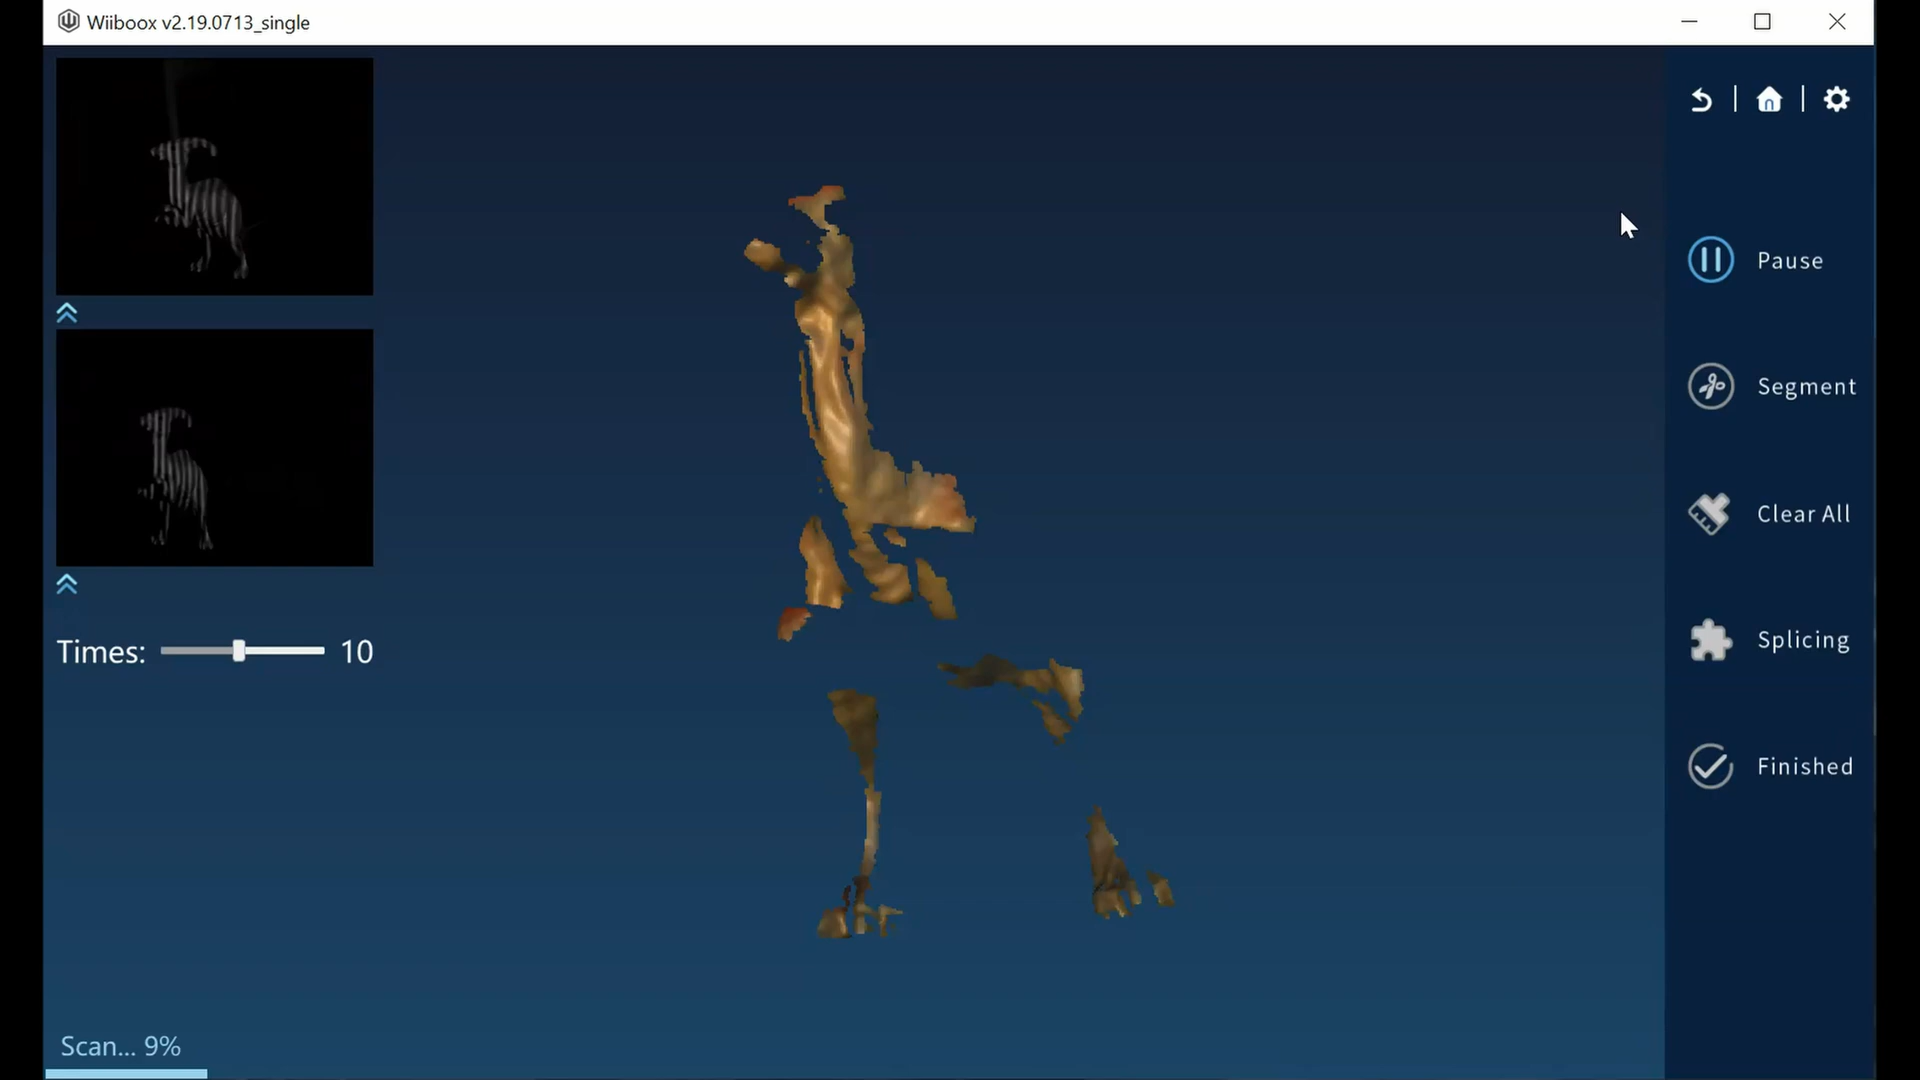 Wiiboox v2.19.0713_single
Pause
Segment
Clear All
Times: 10
Splicing
Finished
Scan... 9%